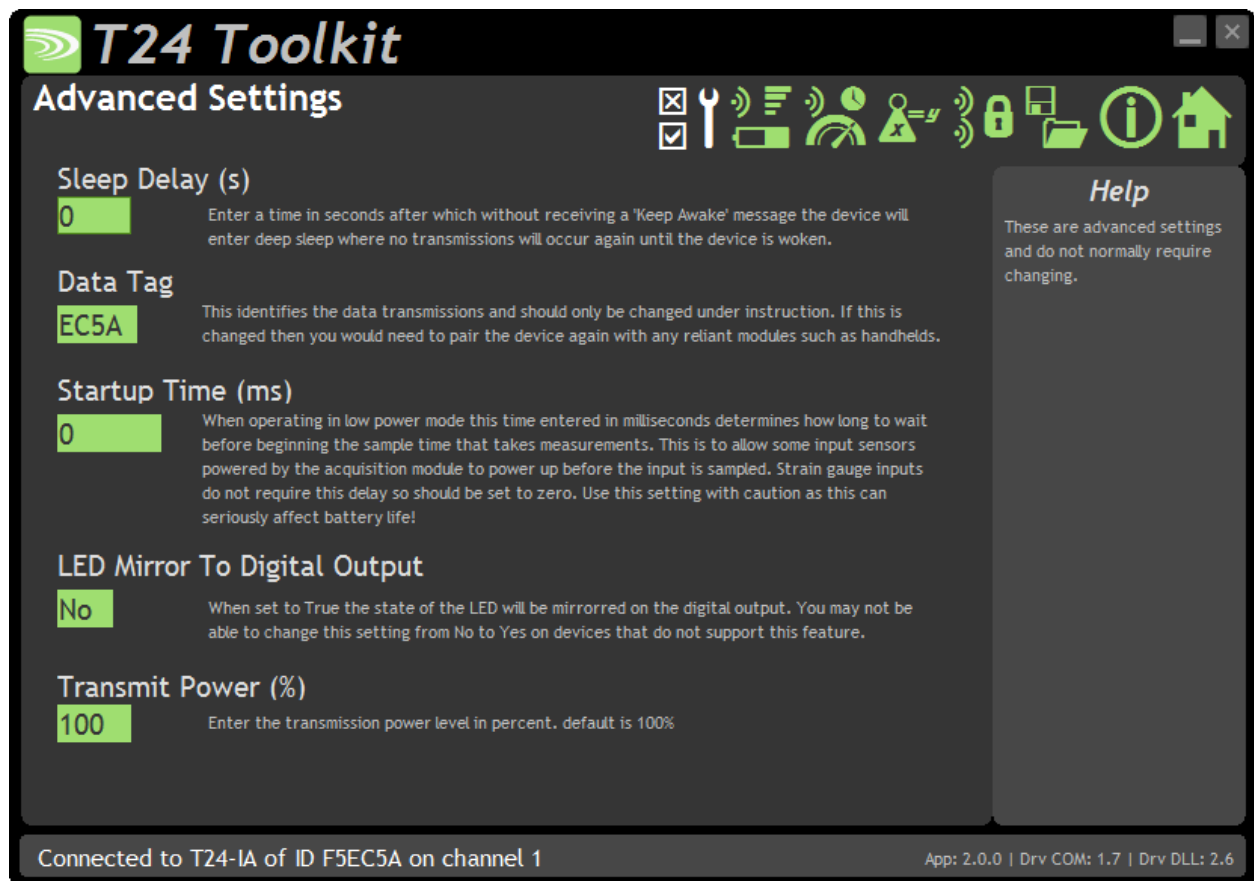 T24 Toolkit
Advanced Settings
x =y
i
Sleep Delay (s)
0
Enter a time in seconds after which without receiving a 'Keep Awake' message the device will
enter deep sleep where no transmissions will occur again until the device is woken.
Data Tag
EC5A
This identifies the data transmissions and should only be changed under instruction. If this is
changed then you would need to pair the device again with any reliant modules such as handhelds.
Startup Time (ms)
0
When operating in low power mode this time entered in milliseconds determines how long to wait
before beginning the sample time that takes measurements. This is to allow some input sensors
powered by the acquisition module to power up before the input is sampled. Strain gauge inputs
do not require this delay so should be set to zero. Use this setting with caution as this can
seriously affect battery life!
LED Mirror To Digital Output
No
When set to True the state of the LED will be mirrorred on the digital output. You may not be
able to change this setting from No to Yes on devices that do not support this feature.
Transmit Power (%)
100
Enter the transmission power level in percent. default is 100%
Help
These are advanced settings
and do not normally require
changing.
Connected to T24-IA of ID F5EC5A on channel 1
App: 2.0.0 | Drv COM: 1.7 | Drv DLL: 2.6